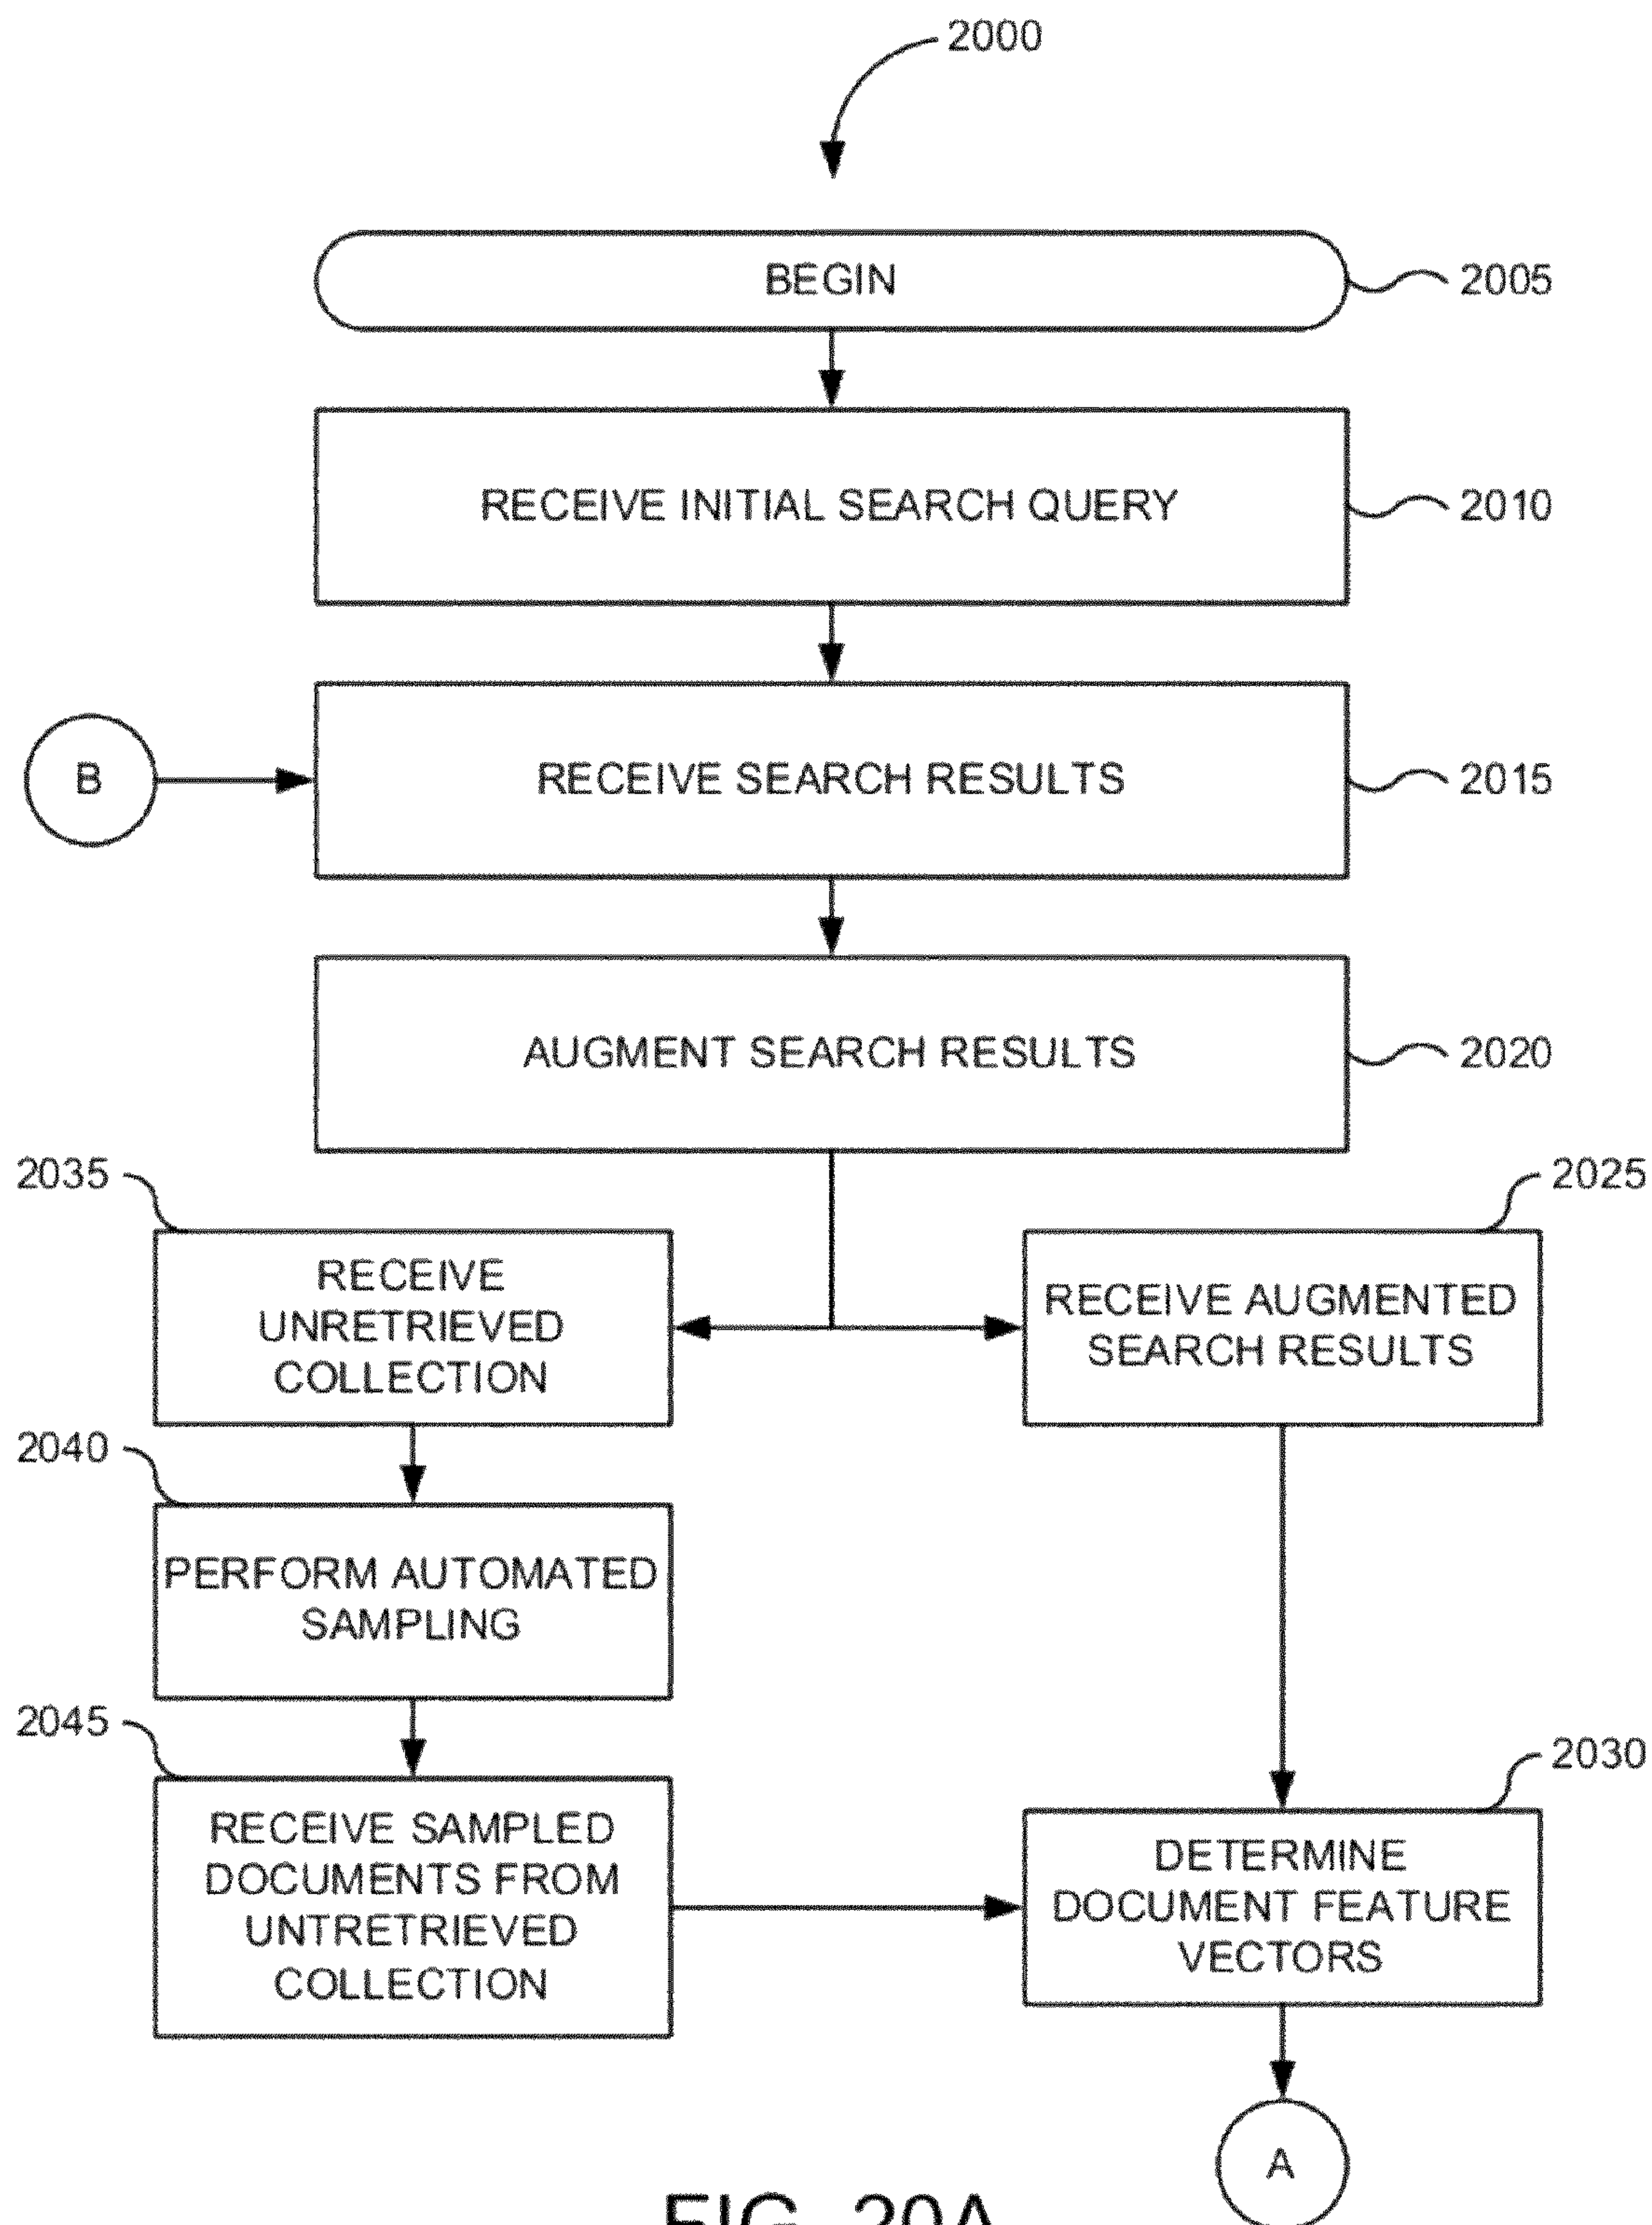 2000
BEGIN
2005
RECEIVE INITIAL SEARCH QUERY
2010
B
RECEIVE SEARCH RESULTS
2015
AUGMENT SEARCH RESULTS
2020
2035
2025
RECEIVE
UNRETRIEVED
COLLECTION
RECEIVE AUGMENTED
SEARCH RESULTS
2040
PERFORM AUTOMATED
SAMPLING
2045
2030
RECEIVE SAMPLED
DOCUMENTS FROM
UNTRETRIEVED
COLLECTION
DETERMINE
DOCUMENT FEATURE
VECTORS
A
FIG. 20A